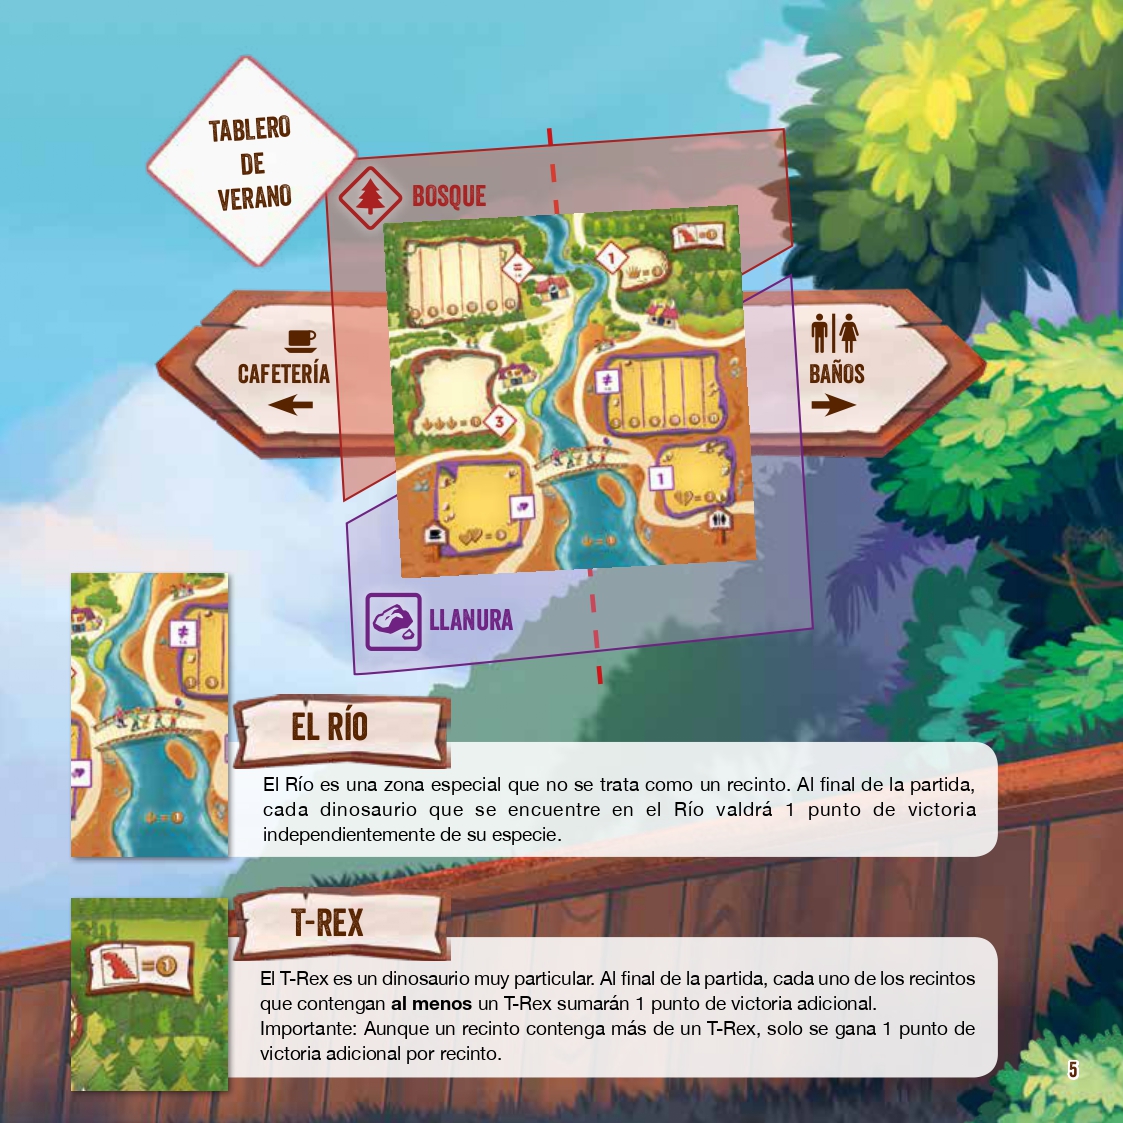 TABLERO
DE
VERANO
BOSQUE
CAFETERÍA
BAÑOS
1
3
1
LLANURA
EL RÍO
El Río es una zona especial que no se trata como un recinto. Al final de la partida,
cada dinosaurio que se encuentre en el Río valdrá 1 punto de victoria
independientemente de su especie.
T-REX
=1
El T-Rex es un dinosaurio muy particular. Al final de la partida, cada uno de los recintos
que contengan al menos un T-Rex sumarán 1 punto de victoria adicional.
Importante: Aunque un recinto contenga más de un T-Rex, solo se gana 1 punto de
victoria adicional por recinto.
5